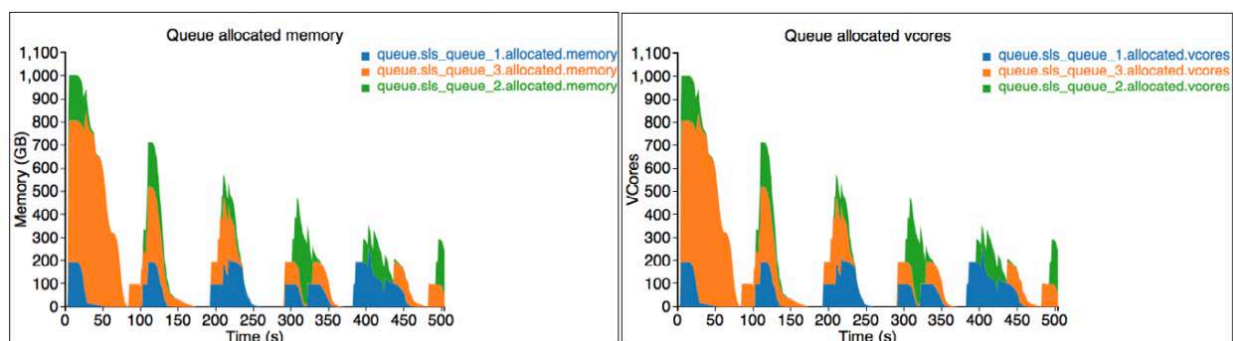 Queue allocated memory
1,100
1,000
900
800
700
600
500
400
300
200
100
0
Memory (GB)
queue.sls_queue_1.allocated.memory
queue.sls_queue_3.allocated.memory
queue.sls_queue_2.allocated.memory
0 50 100 150 200 250 300 350 400 450 500
Time (s)
Queue allocated vcores
1,100
1,000
900
800
700
600
500
400
300
200
100
0
VCores
queue.sls_queue_1.allocated.vcores
queue.sls_queue_3.allocated.vcores
queue.sls_queue_2.allocated.vcores
0 50 100 150 200 250 300 350 400 450 500
Time (s)